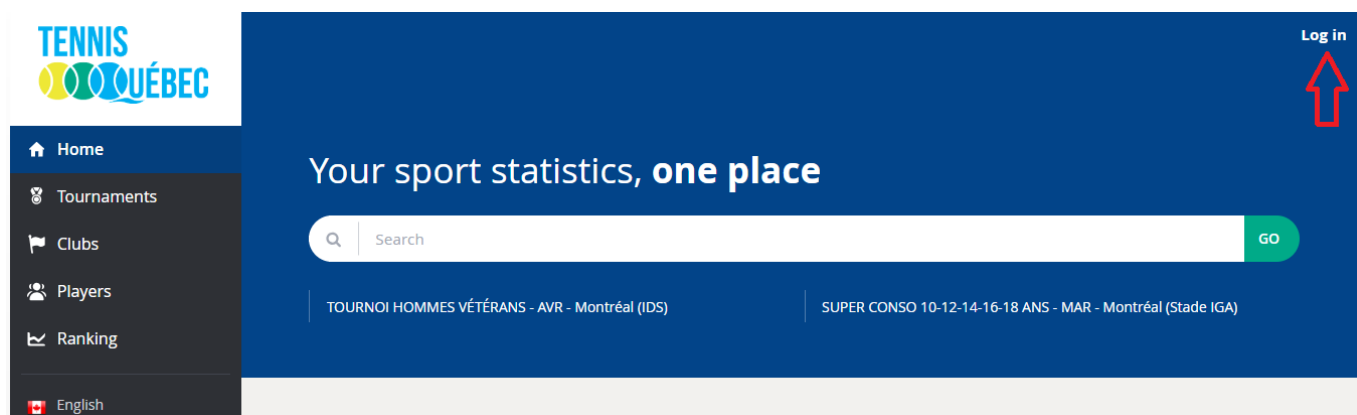 TENNIS
QUÉBEC
Log in
Home
Tournaments
Clubs
Players
Ranking
English
Your sport statistics, one place
Search
GO
TOURNOI HOMMES VÉTÉRANS - AVR - Montréal (IDS)
SUPER CONSO 10-12-14-16-18 ANS - MAR - Montréal (Stade IGA)